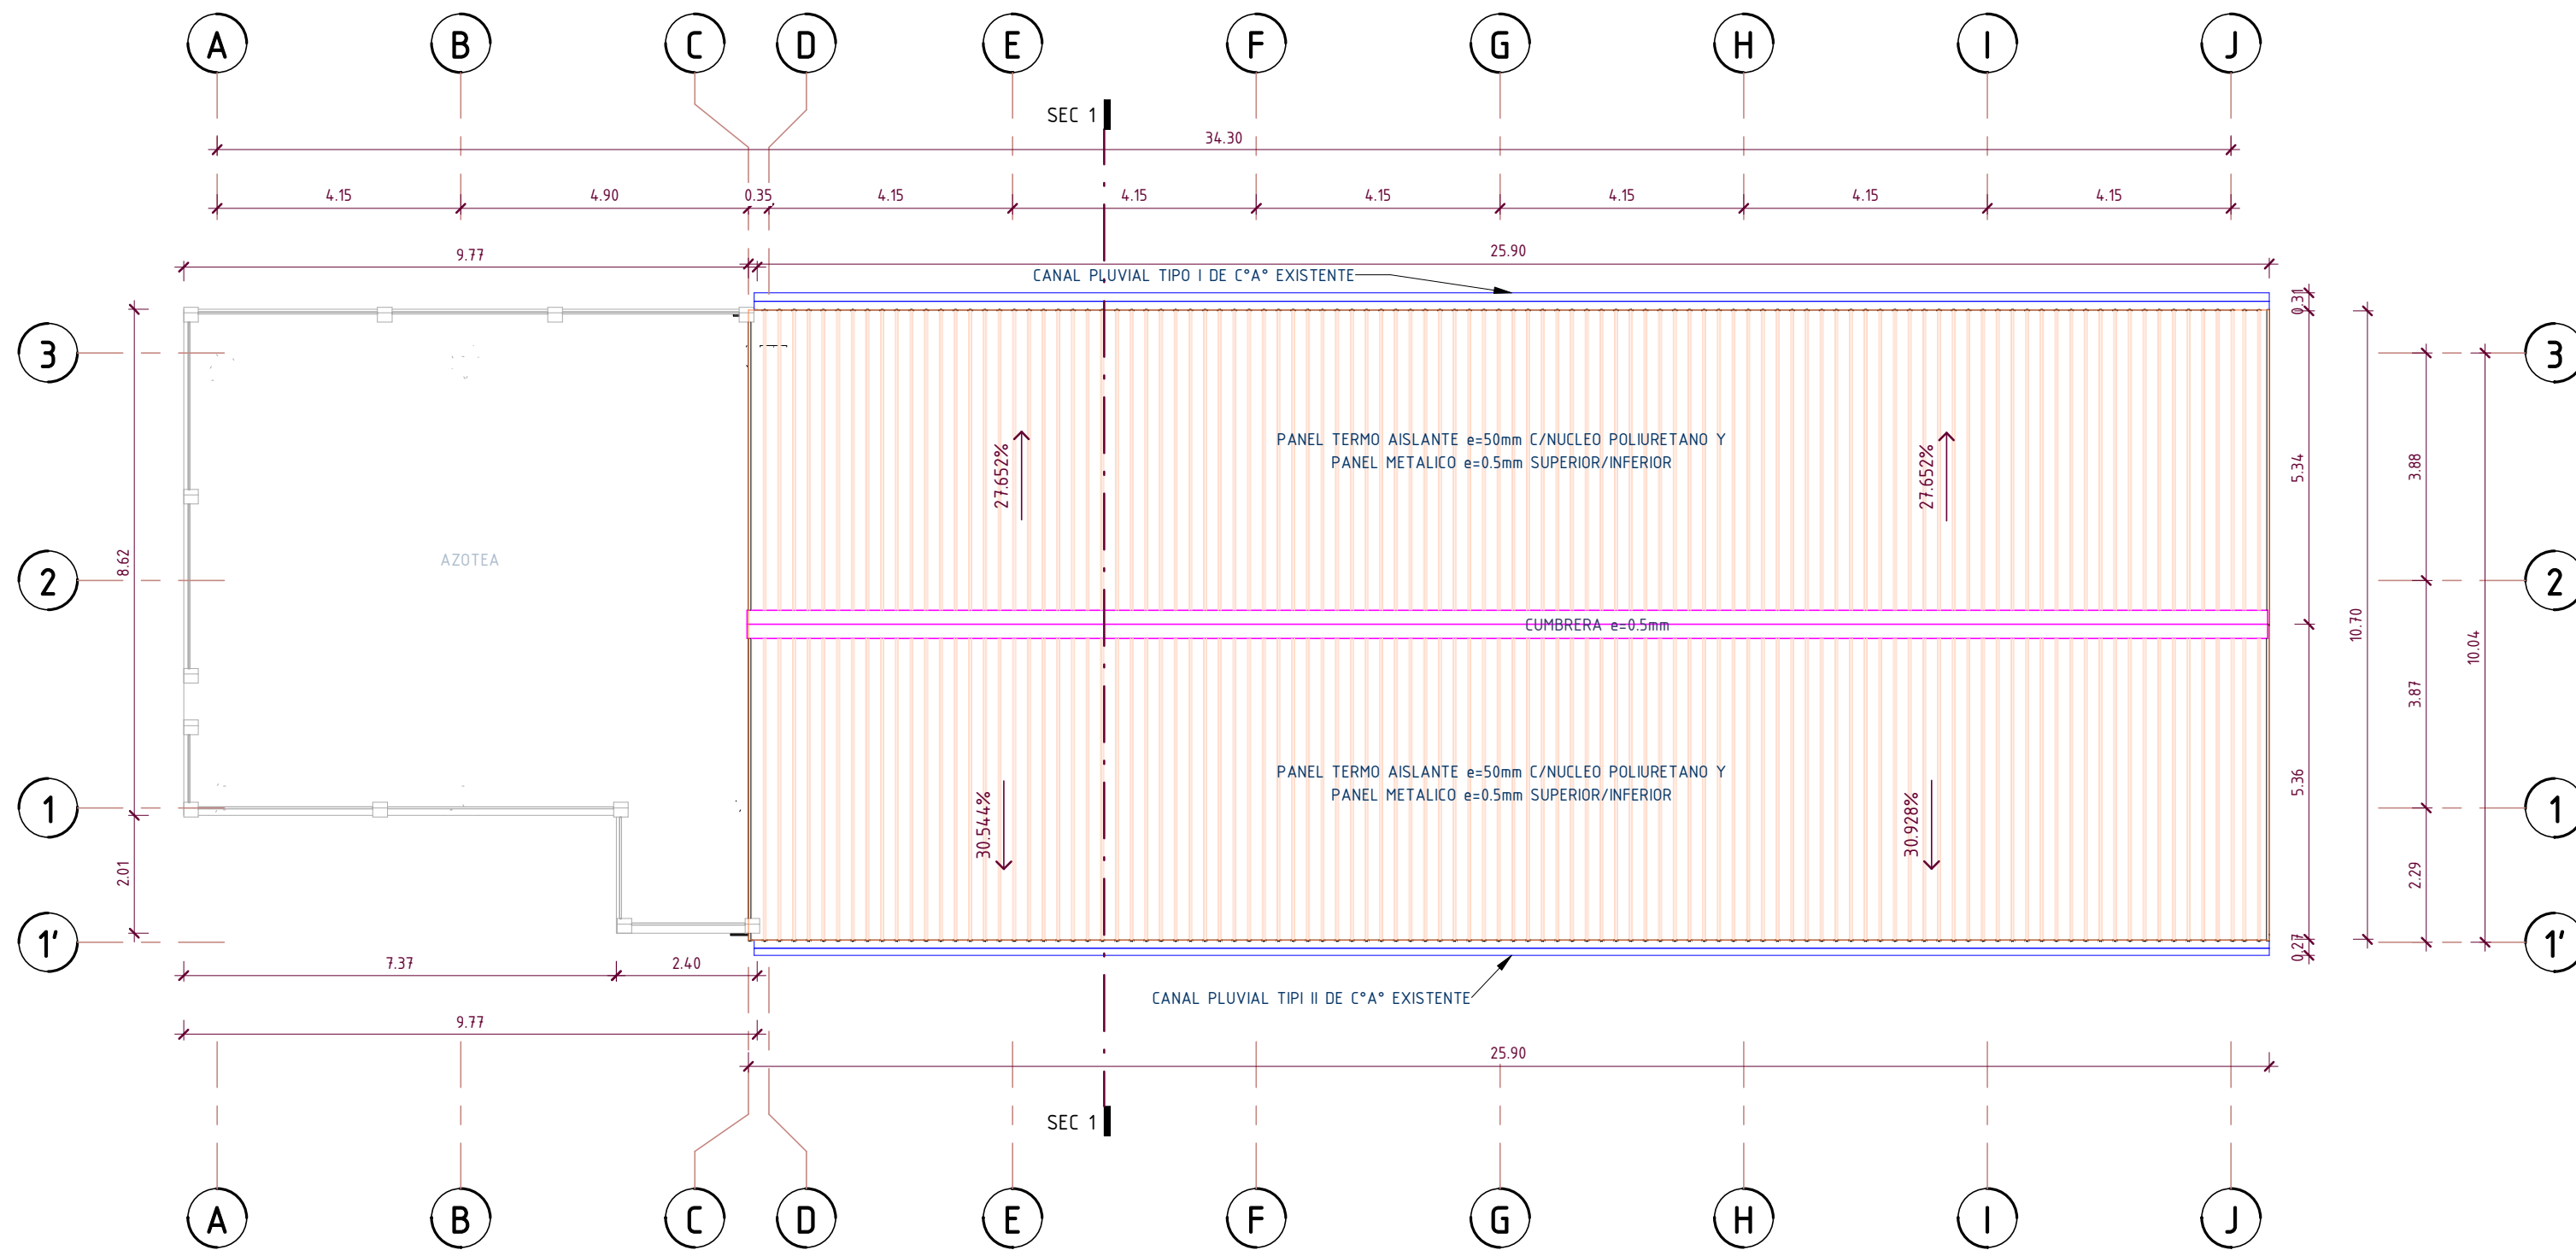 A B C D E F G H I J
SEC 1
34.30
4.15 4.90 0.35 4.15 4.15 4.15 4.15 4.15 4.15
9.77 25.90
CANAL PLUVIAL TIPO I DE C°A° EXISTENTE
0.31
3 3
27.652% 27.652%
PANEL TERMO AISLANTE e=50mm C/NUCLEO POLIURETANO Y
PANEL METALICO e=0.5mm SUPERIOR/INFERIOR
5.34 3.88
8.62
AZOTEA
2 2
CUMBRERA e=0.5mm
10.70 10.04
3.87
PANEL TERMO AISLANTE e=50mm C/NUCLEO POLIURETANO Y
PANEL METALICO e=0.5mm SUPERIOR/INFERIOR
5.36
1 1
30.544% 30.928%
2.01 2.29
1' 1'
0.27
7.37 2.40
CANAL PLUVIAL TIPI II DE C°A° EXISTENTE
9.77
25.90
SEC 1
A B C D E F G H I J